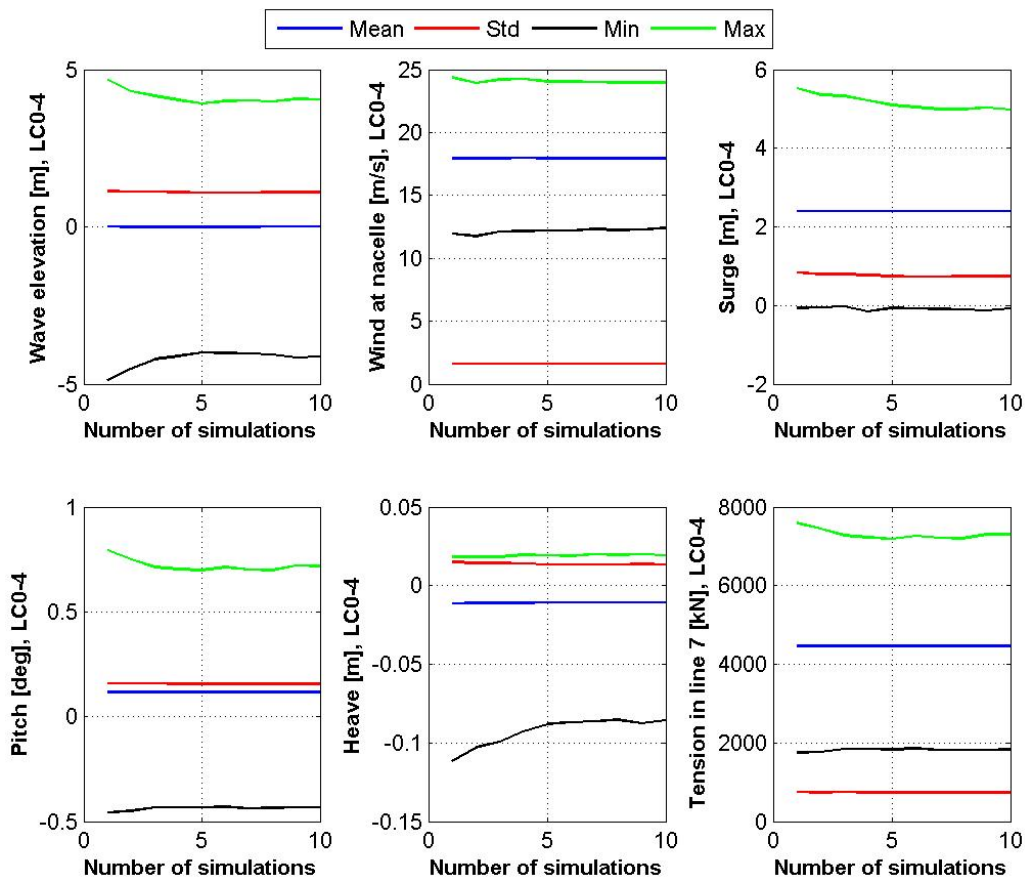 Mean Std Min Max
Wave elevation [m], LC0-4
5
0
-5
0 5 10
Number of simulations
Wind at nacelle [m/s], LC0-4
25
20
15
10
5
0
0 5 10
Number of simulations
Surge [m], LC0-4
6
4
2
0
-2
0 5 10
Number of simulations
Pitch [deg], LC0-4
1
0.5
0
-0.5
0 5 10
Number of simulations
Heave [m], LC0-4
0.05
0
-0.05
-0.1
-0.15
0 5 10
Number of simulations
Tension in line 7 [kN], LC0-4
8000
6000
4000
2000
0
0 5 10
Number of simulations